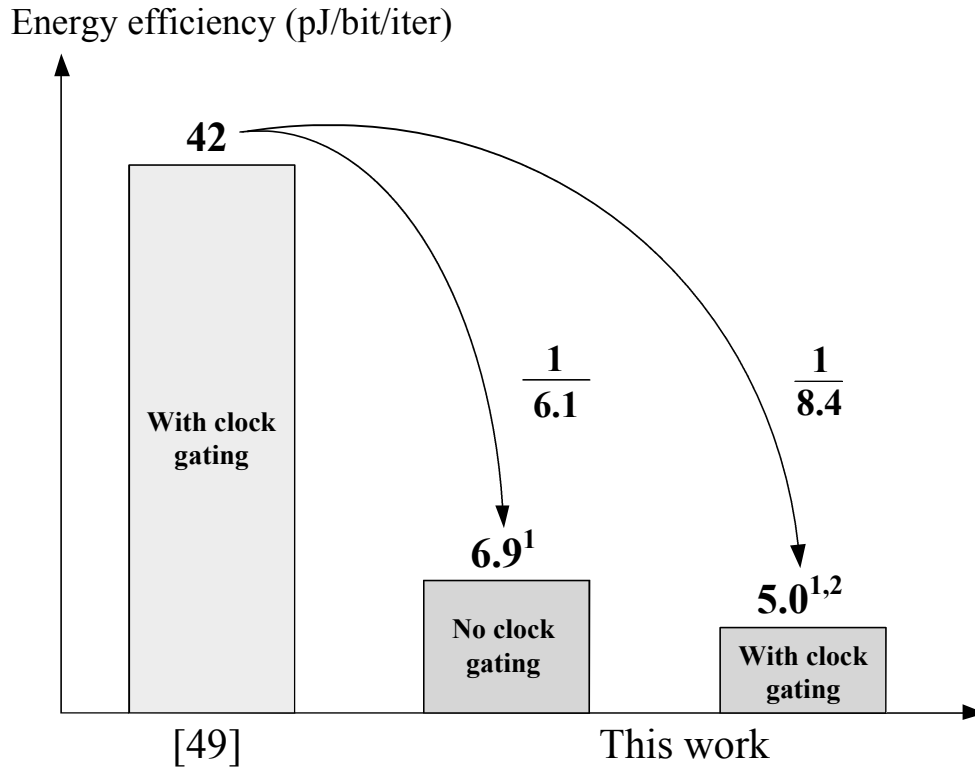 Energy efficiency (pJ/bit/iter)
42
1
6.1
1
8.4
With clock
gating
6.9¹
5.0¹,²
No clock
gating
With clock
gating
[49]
This work